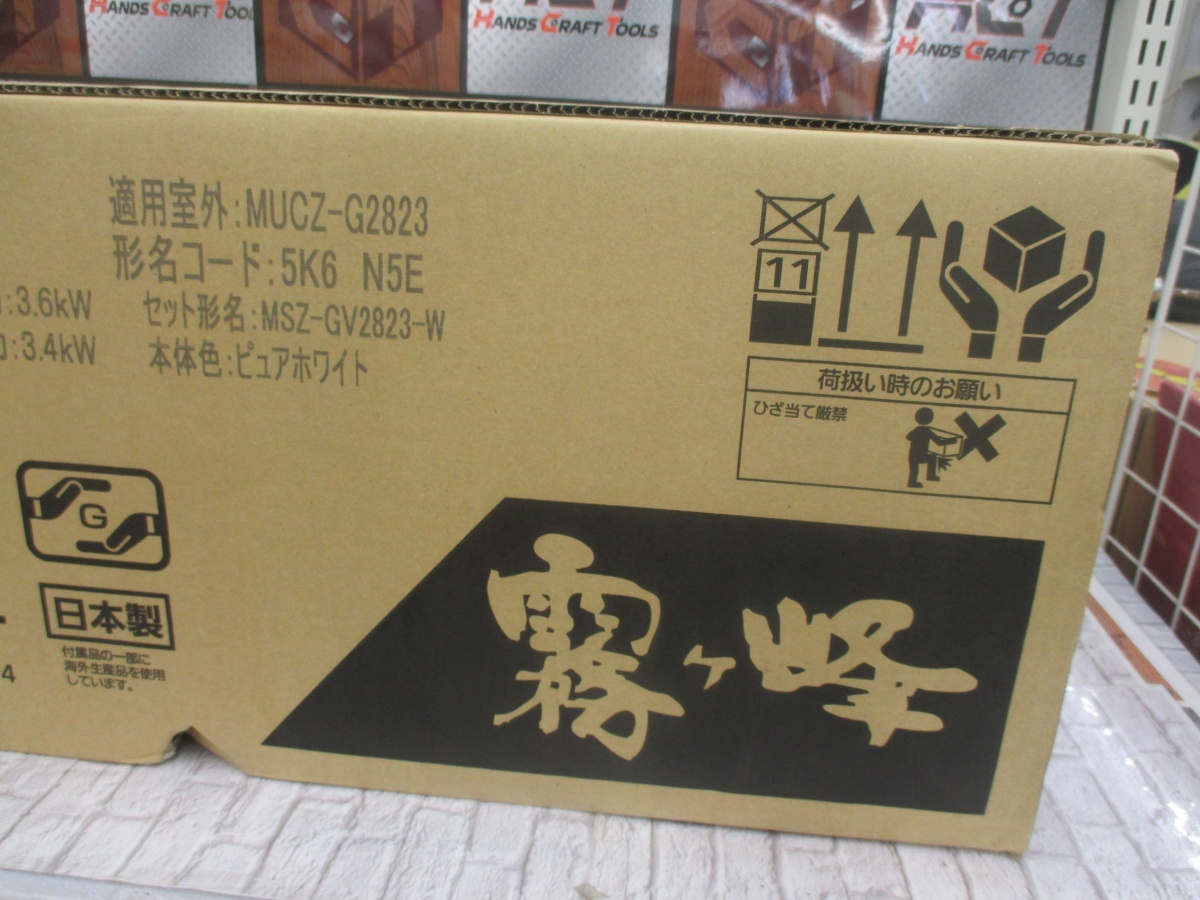 HANDS CRAFT TOOLS
HANDS CRAFT TOOLS
HANDS CRAFT TOOLS
適用室外:MUCZ-G2823
形名コード:5K6 N5E
:3.6kW
セット形名:MSZ-GV2823-W
:3.4kW
本体色:ピュアホワイト
11
荷扱い時のお願い
ひざ当て厳禁
G
日本製
付属品の一部に
海外生産品を使用
しています。
4
霧ヶ峰